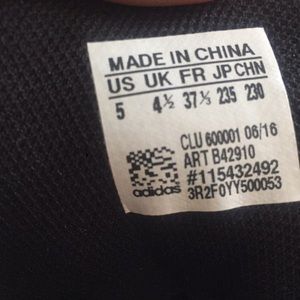 MADE IN CHINA
US UK FR JP CHN
5 4½ 37⅓ 235 230
CLU 600001 06/16
ART B42910
#115432492
3R2F0YY500053
adidas